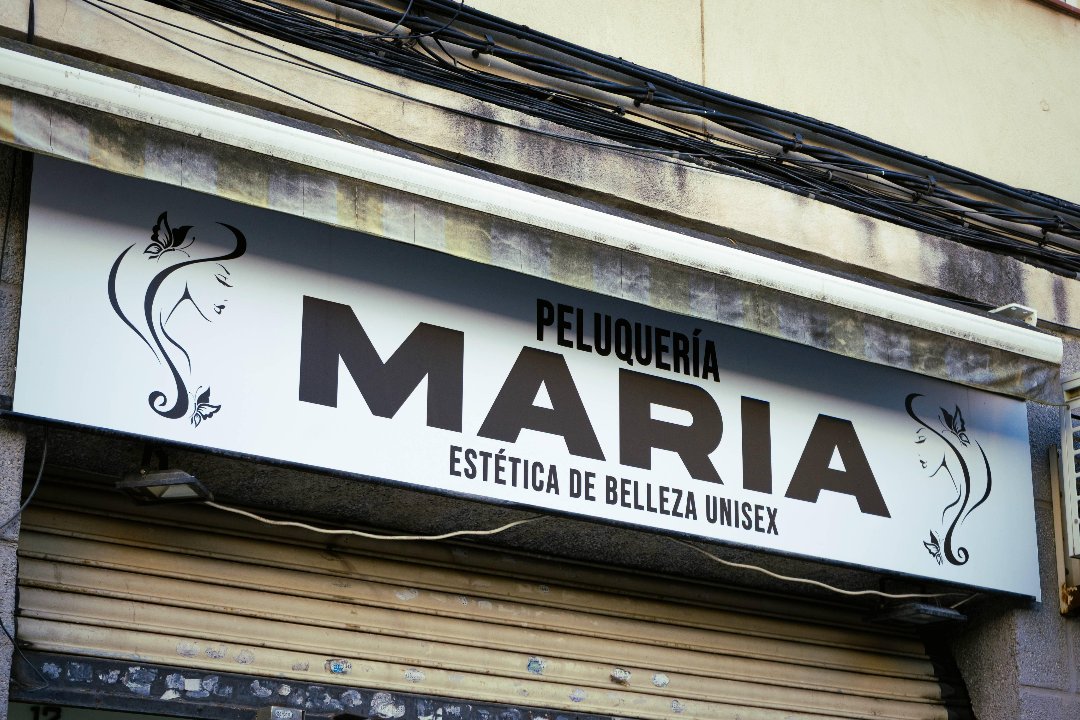 PELUQUERÍA
MARIA
ESTÉTICA DE BELLEZA UNISEX